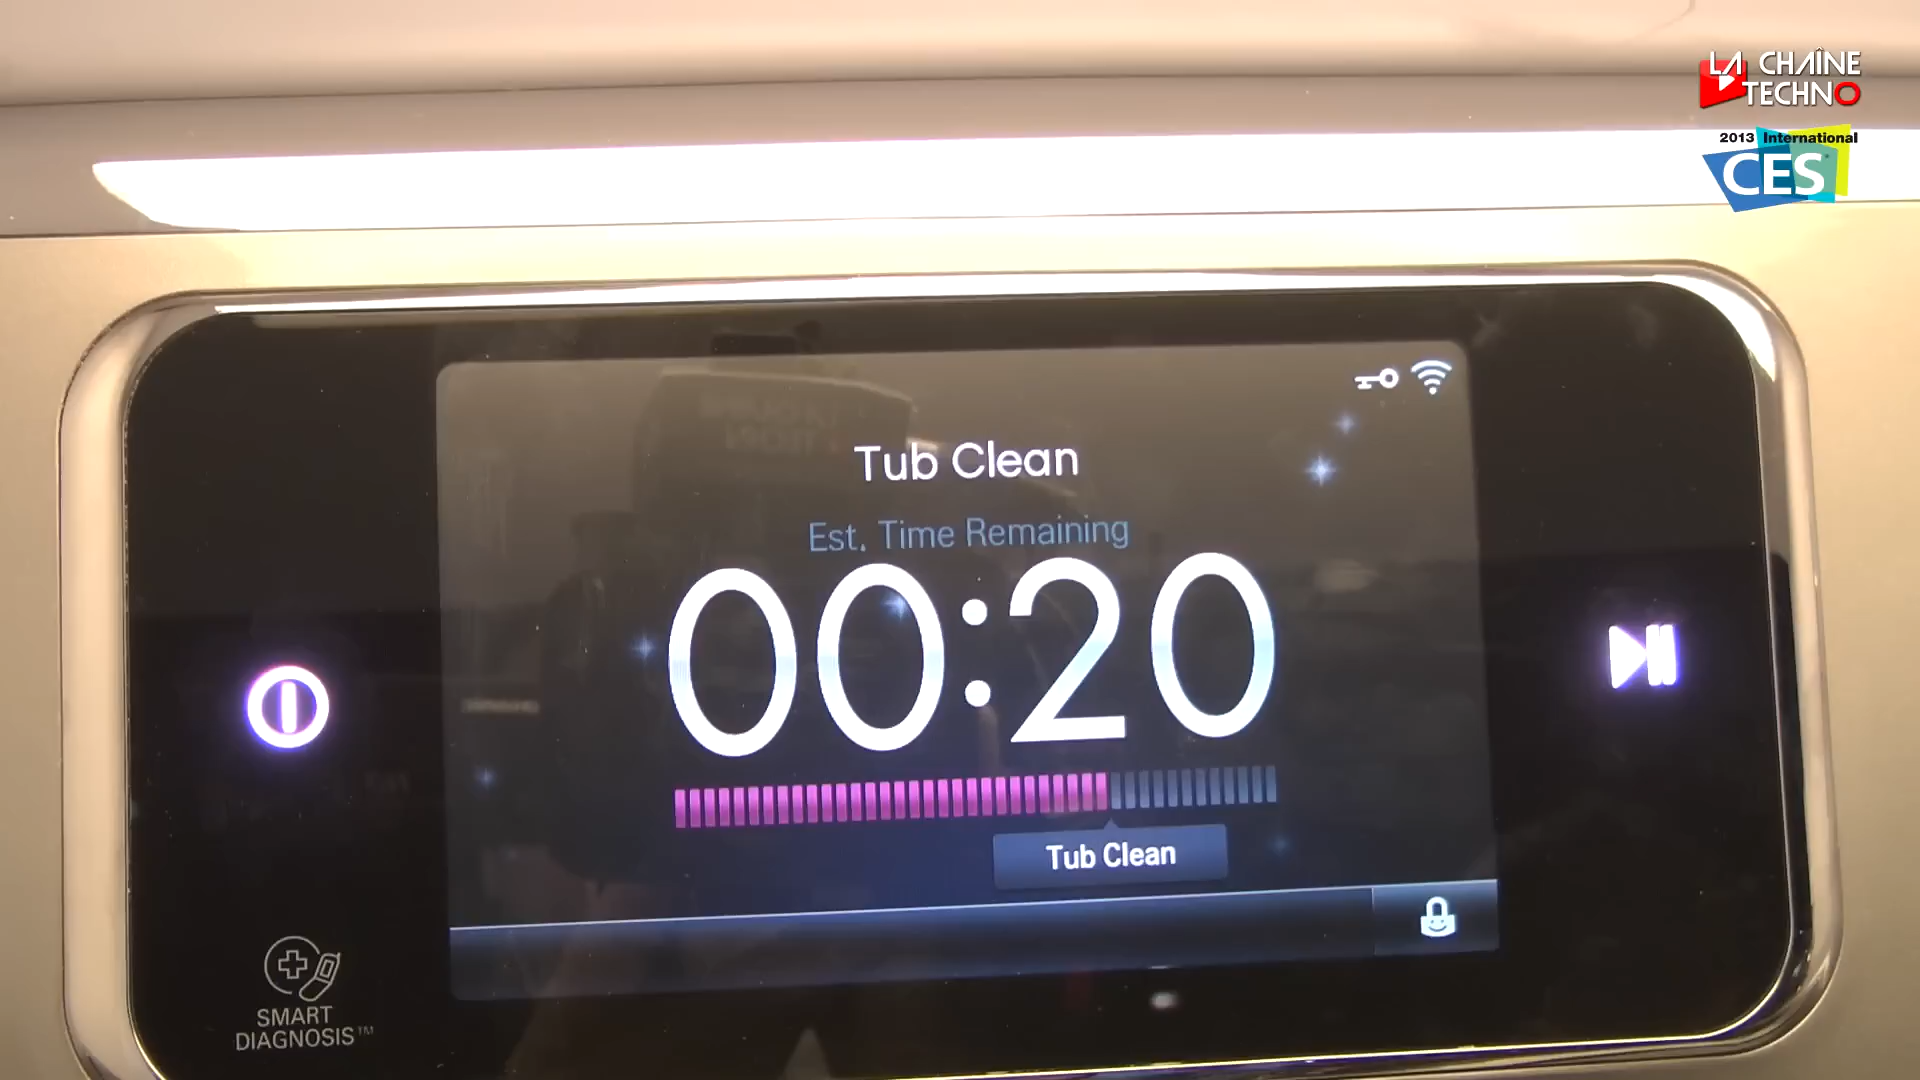 LA CHAÎNE
TECHNO
2013 International
CES
Tub Clean
Est. Time Remaining
00:20
Tub Clean
SMART
DIAGNOSIS™